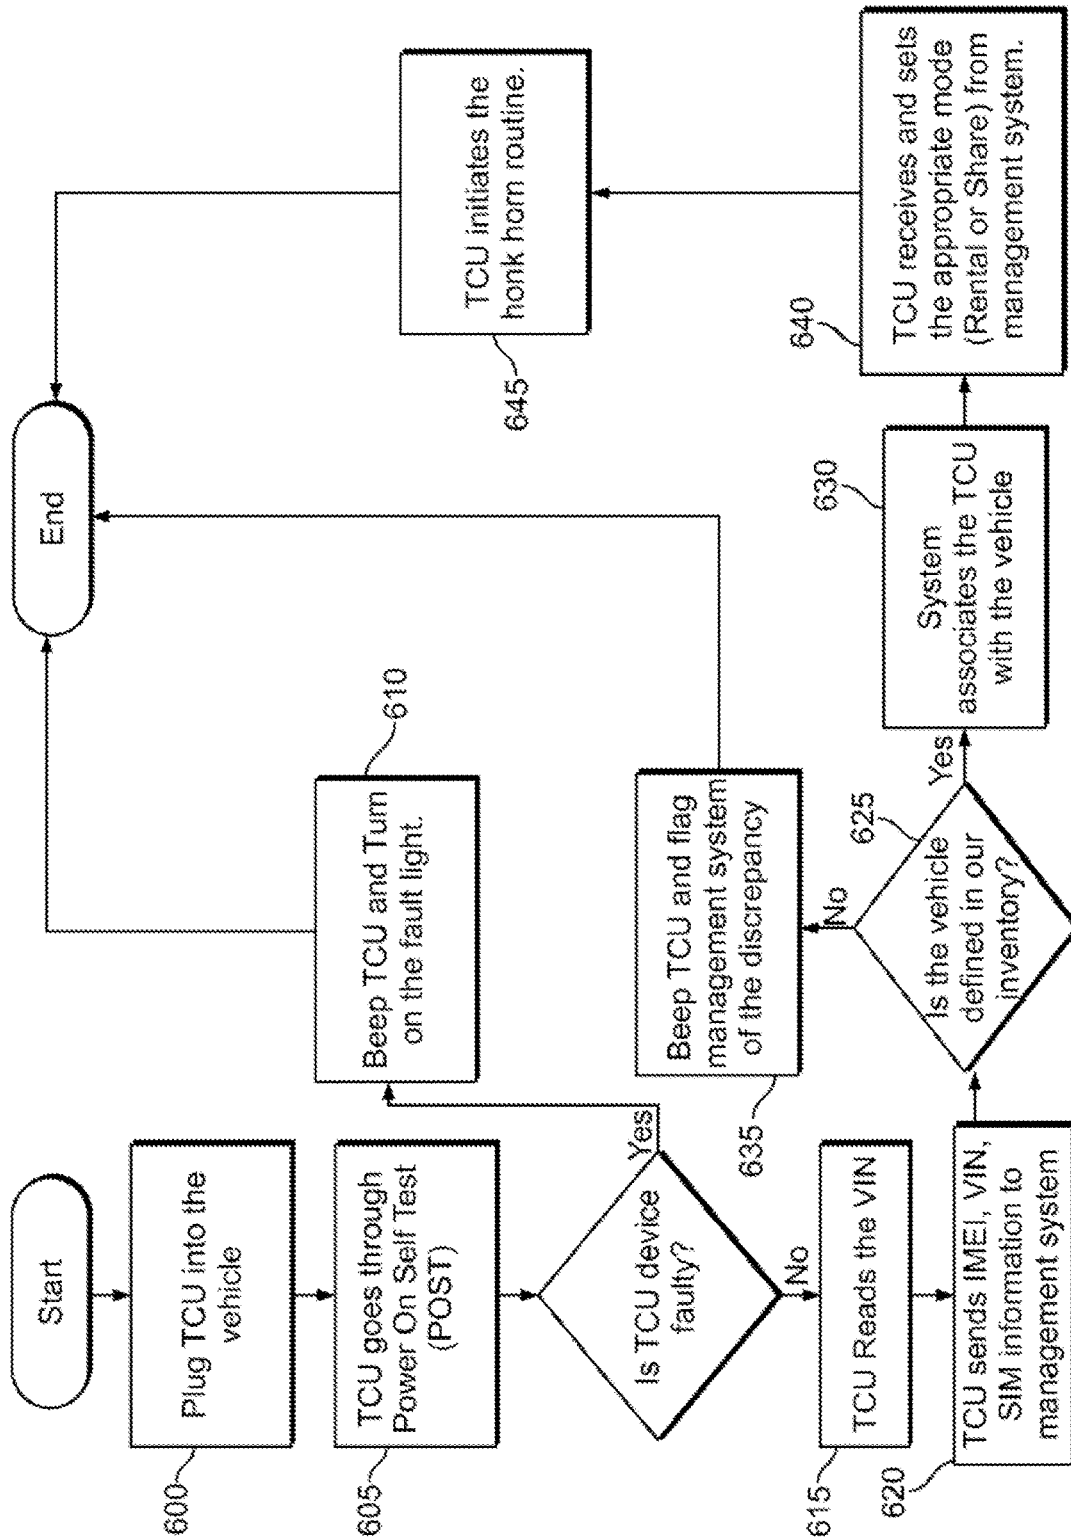 Start
600
Plug TCU into the
vehicle
605
TCU goes through
Power On Self Test
(POST)
Is TCU device
faulty?
Yes
No
610
Beep TCU and Turn
on the fault light.
615
TCU Reads the VIN
620
TCU sends IMEI, VIN,
SIM information to
management system
625
Is the vehicle
defined in our
inventory?
No
Yes
635
Beep TCU and flag
management system
of the discrepancy
630
System
associates the TCU
with the vehicle
640
TCU receives and sets
the appropriate mode
(Rental or Share) from
management system.
645
TCU initiates the
honk horn routine.
End